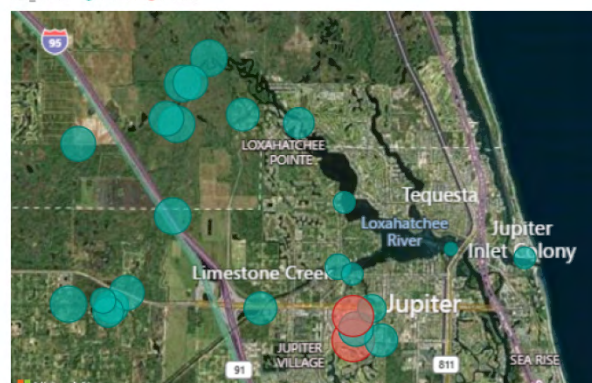 95
LOXAHATCHEE
POINTE
Tequesta
Loxahatchee
River
Jupiter
Inlet Colony
Limestone Creek
Jupiter
JUPITER
VILLAGE
91
811
SEA RISE